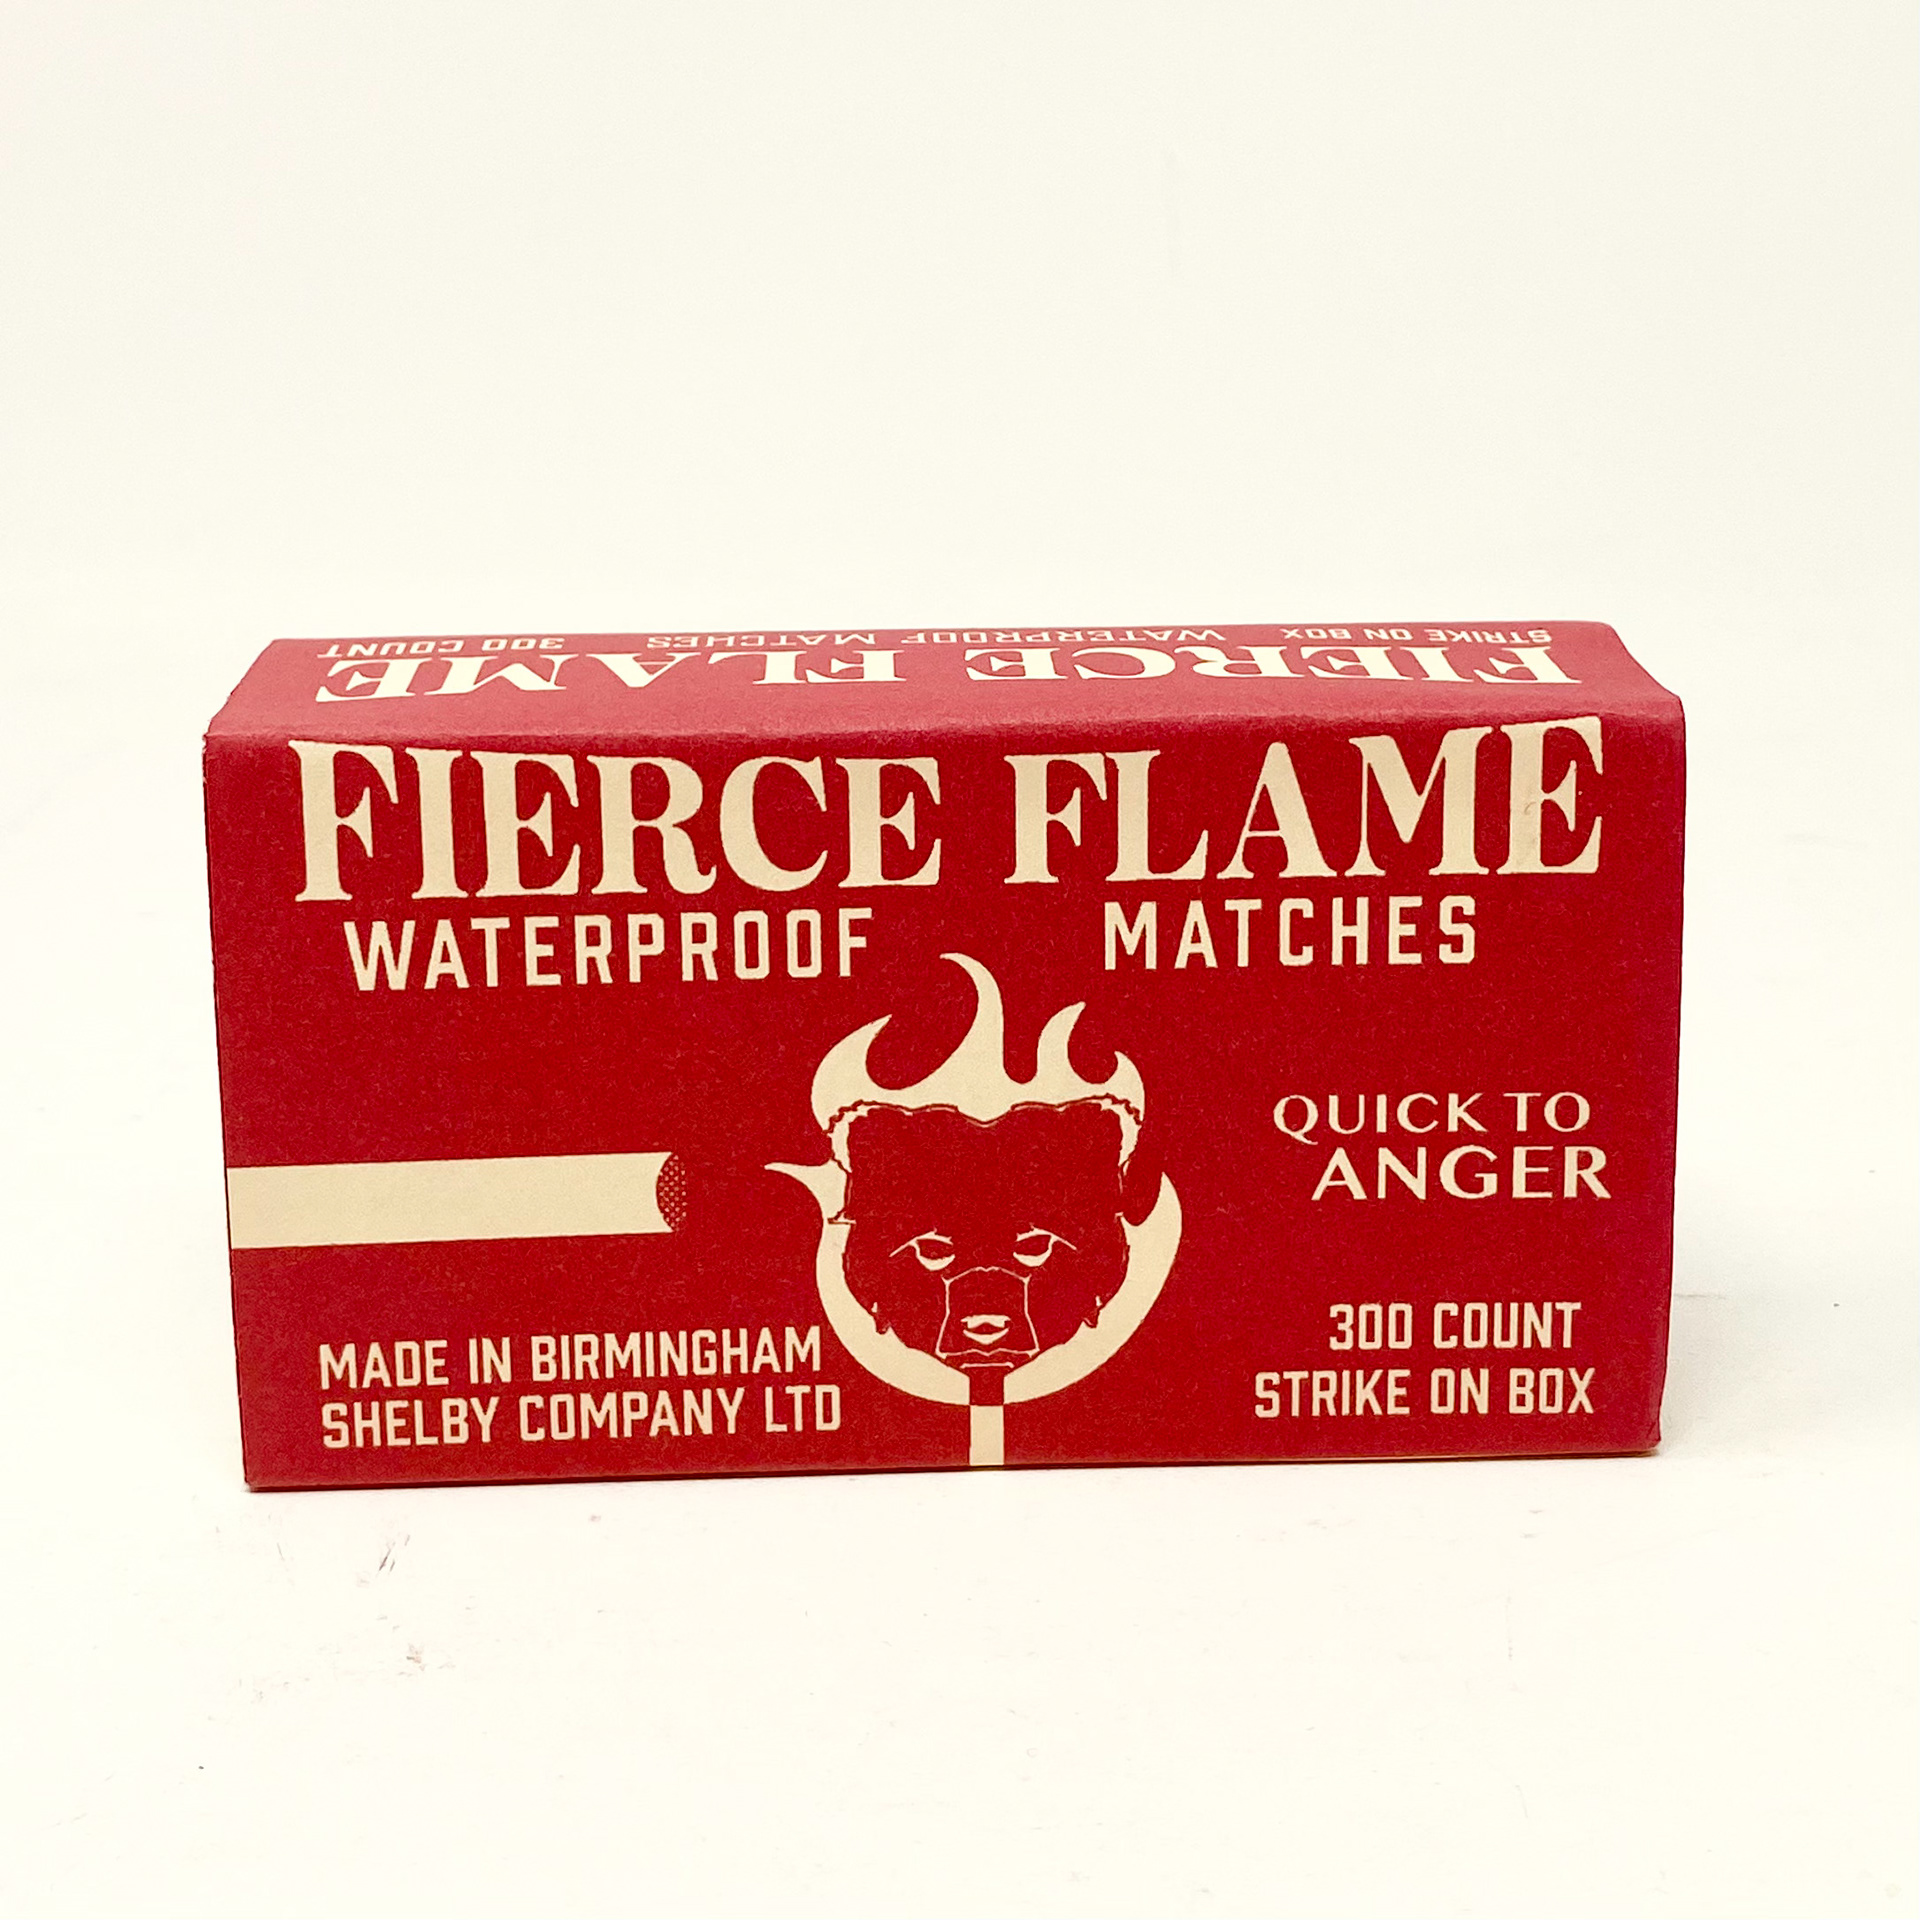 STRIKE ON BOX WATERPROOF MATCHES 300 COUNT
FIERCE FLAME
FIERCE FLAME
WATERPROOF MATCHES
QUICK TO
ANGER
MADE IN BIRMINGHAM
SHELBY COMPANY LTD
300 COUNT
STRIKE ON BOX